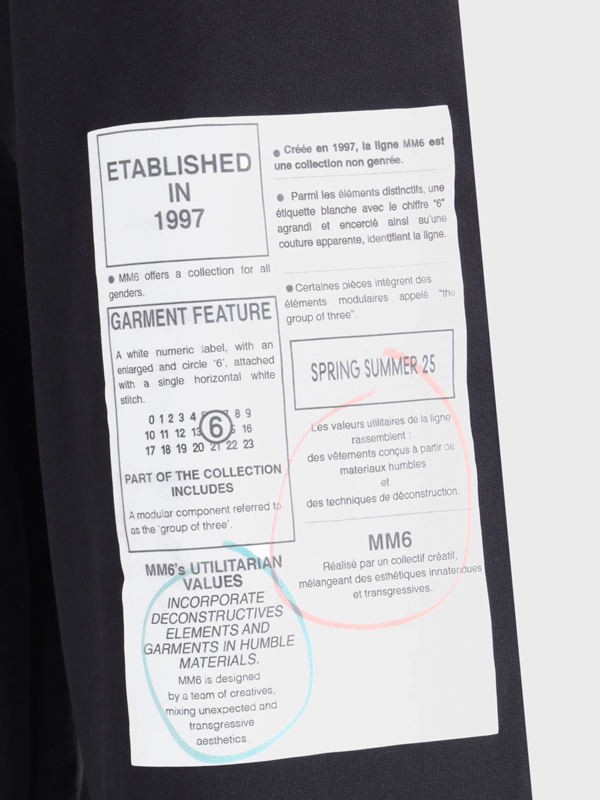 ETABLISHED
IN
1997
● MM6 offers a collection for all
genders.
GARMENT FEATURE
A white numeric label, with an
enlarged and circle '6', attached
with a single horizontal white
stitch.
0 1 2 3 4 8 9
10 11 12 13 6 16
17 18 19 20 21 22 23
PART OF THE COLLECTION
INCLUDES
A modular component referred to
as the 'group of three'.
MM6's UTILITARIAN
VALUES
INCORPORATE
DECONSTRUCTIVES
ELEMENTS AND
GARMENTS IN HUMBLE
MATERIALS.
MM6 is designed
by a team of creatives,
mixing unexpected and
transgressive
aesthetics.
● Créée en 1997, la ligne MM6 est
une collection non genrée.
● Parmi les éléments distinctifs, une
étiquette blanche avec le chiffre "6"
agrandi et encerclé ainsi qu'une
couture apparente, identifient la ligne.
● Certaines pièces intègrent des
éléments modulaires appelé "the
group of three".
SPRING SUMMER 25
Les valeurs utilitaires de la ligne
rassemblent :
des vêtements conçus à partir de
materiaux humbles
et
des techniques de déconstruction.
MM6
Réalisé par un collectif créatif,
mélangeant des esthétiques innatendues
et transgressives.